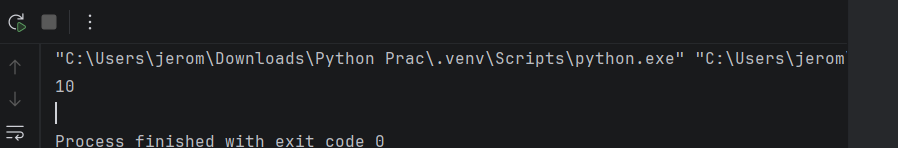 "C:\Users\jerom\Downloads\Python Prac\.venv\Scripts\python.exe" "C:\Users\jerom
10
Process finished with exit code 0